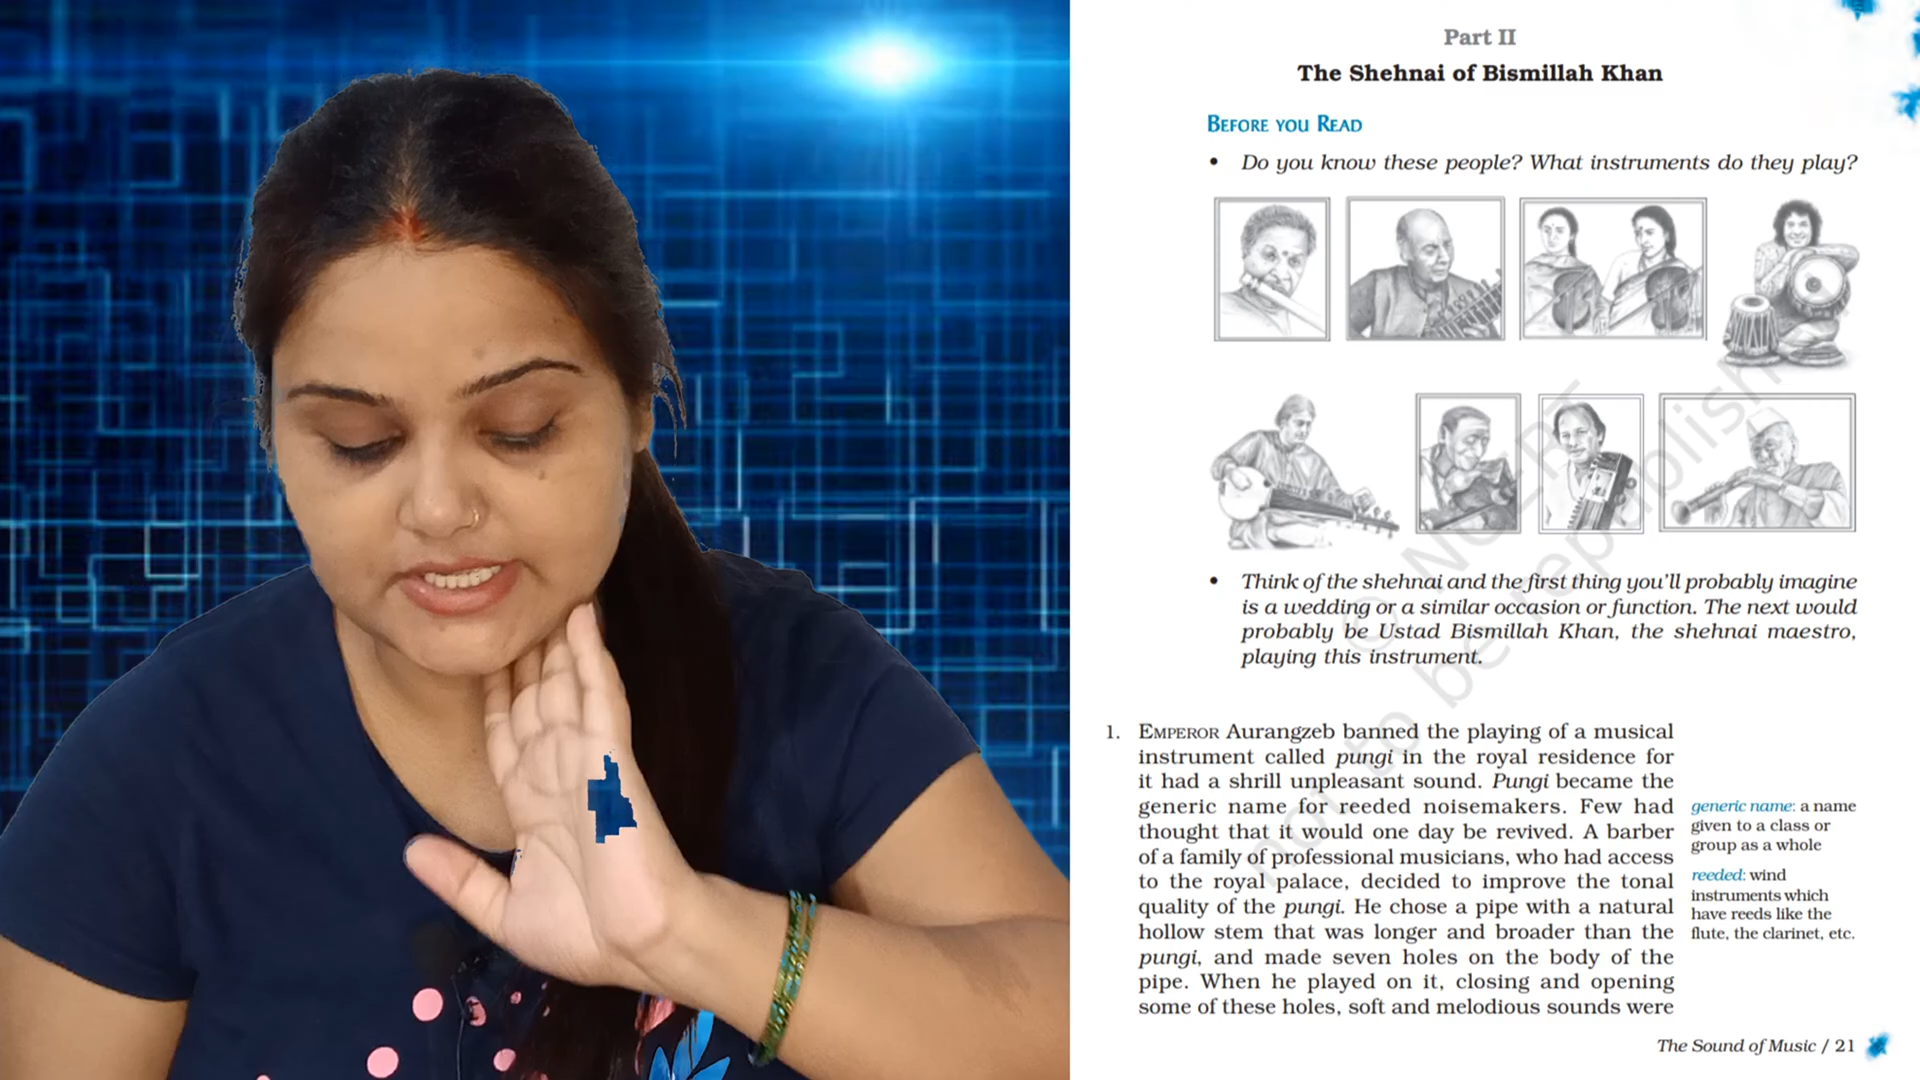 Part II
The Shehnai of Bismillah Khan
BEFORE YOU READ
• Do you know these people? What instruments do they play?
• Think of the shehnai and the first thing you'll probably imagine
is a wedding or a similar occasion or function. The next would
probably be Ustad Bismillah Khan, the shehnai maestro,
playing this instrument.
1. EMPEROR Aurangzeb banned the playing of a musical
instrument called pungi in the royal residence for
it had a shrill unpleasant sound. Pungi became the
generic name for reeded noisemakers. Few had
thought that it would one day be revived. A barber
of a family of professional musicians, who had access
to the royal palace, decided to improve the tonal
quality of the pungi. He chose a pipe with a natural
hollow stem that was longer and broader than the
pungi, and made seven holes on the body of the
pipe. When he played on it, closing and opening
some of these holes, soft and melodious sounds were
generic name: a name
given to a class or
group as a whole
reeded: wind
instruments which
have reeds like the
flute, the clarinet, etc.
The Sound of Music / 21
© NCERT
not to be republish